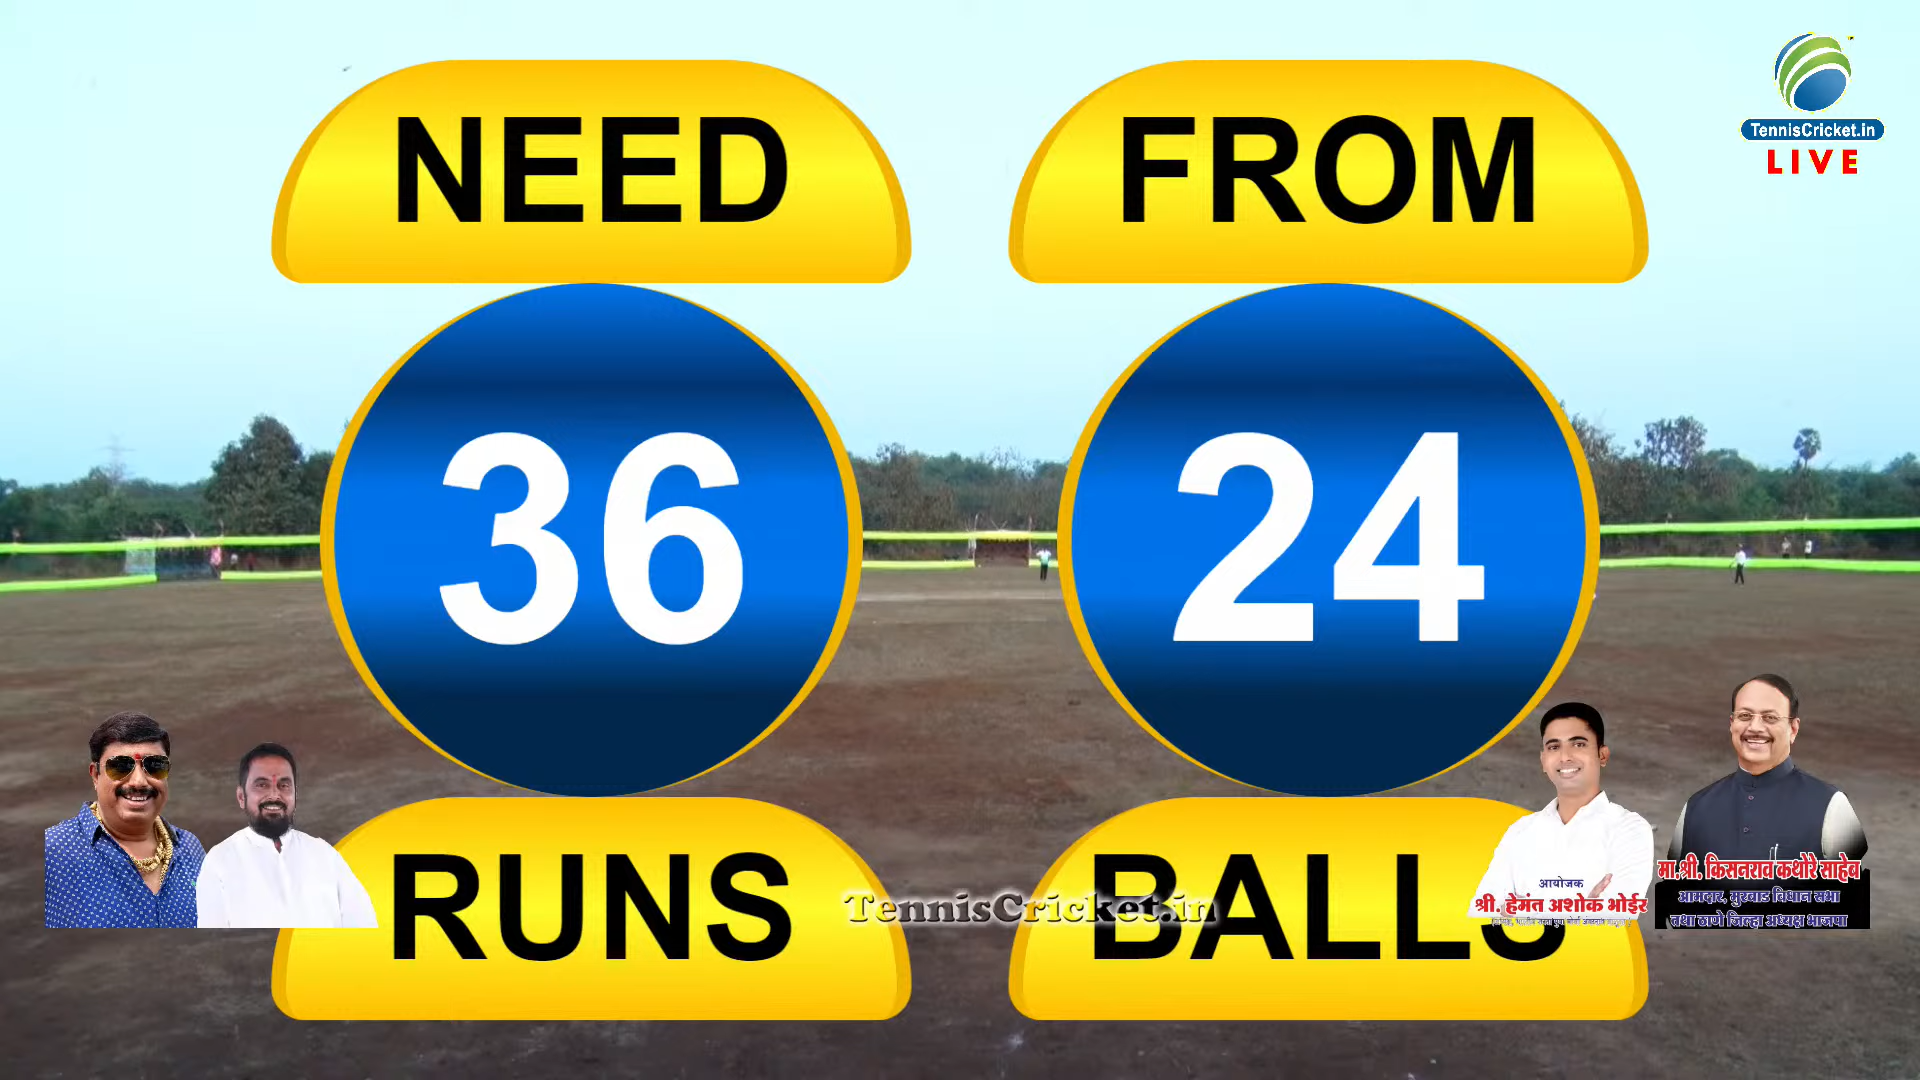 NEED
FROM
TennisCricket.in
LIVE
36
24
RUNS
BALLS
TennisCricket.in
आयोजक
श्री. हेमंत अशोक भोईर
मा.श्री. किसनराव कथोरे साहेब
आमदार, मुरबाड विधान सभा
तथा ठाणे जिल्हा अध्यक्ष भाजपा